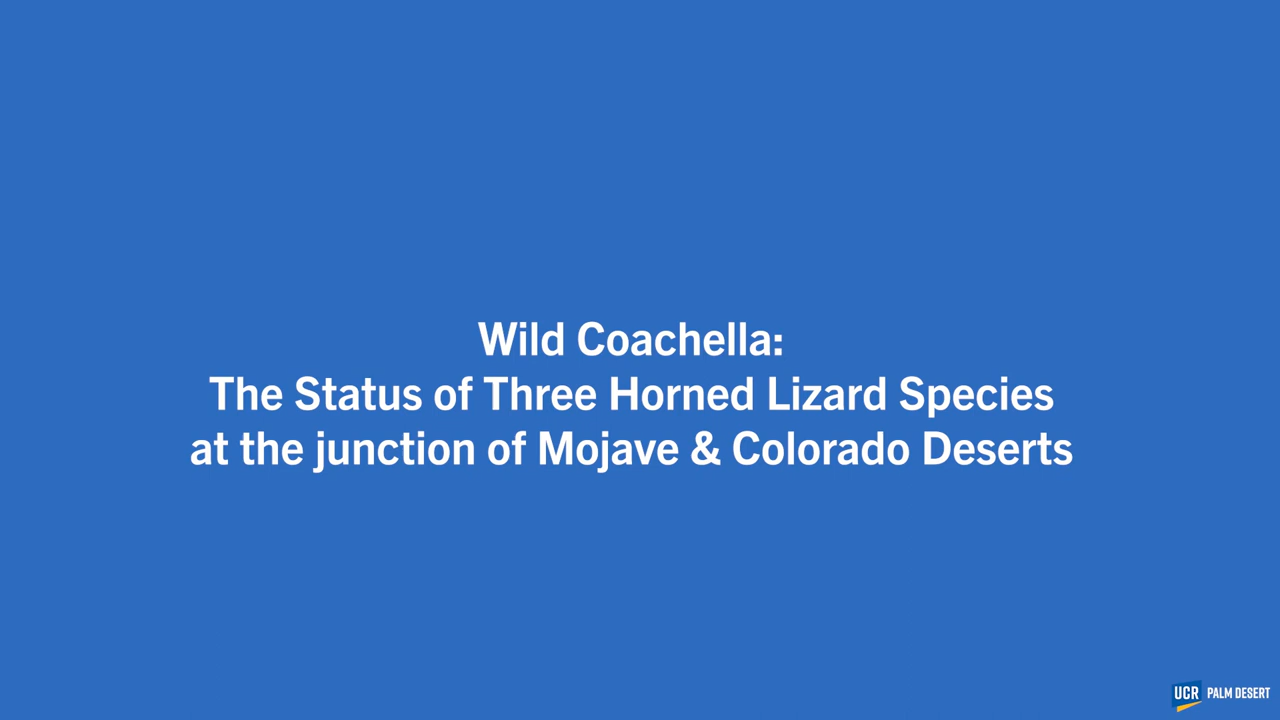 Wild Coachella:
The Status of Three Horned Lizard Species
at the junction of Mojave & Colorado Deserts
UCR PALM DESERT